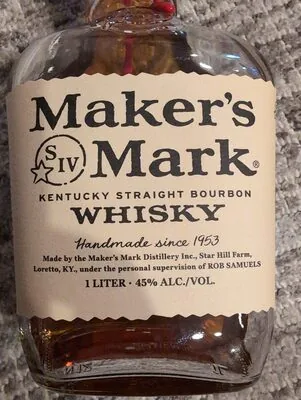 Maker's
SIV Mark®
KENTUCKY STRAIGHT BOURBON
WHISKY
Handmade since 1953
Made by the Maker's Mark Distillery Inc., Star Hill Farm,
Loretto, KY., under the personal supervision of ROB SAMUELS
1 LITER · 45% ALC./VOL.